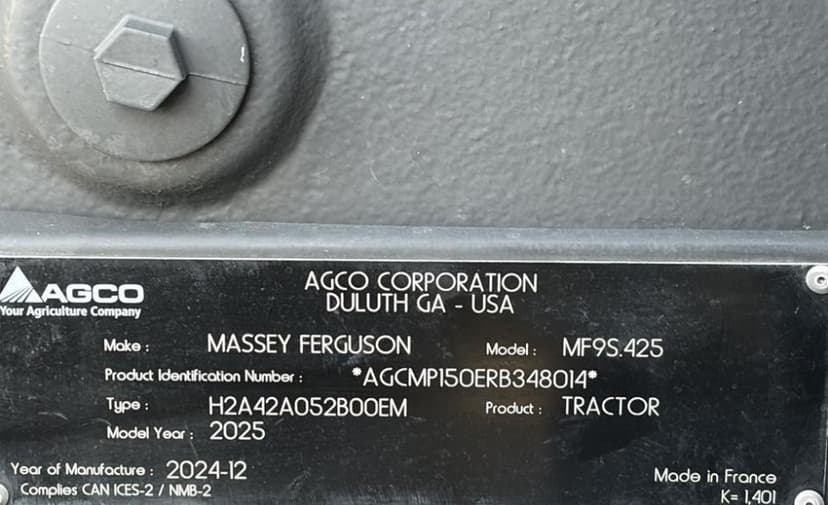 AGCO
Your Agriculture Company
AGCO CORPORATION
DULUTH GA - USA
Make : MASSEY FERGUSON Model : MF9S.425
Product Identification Number : *AGCMP150ERB348014*
Type : H2A42A052B00EM Product : TRACTOR
Model Year : 2025
Year of Manufacture : 2024-12
Complies CAN ICES-2 / NMB-2
Made in France
K= 1,401